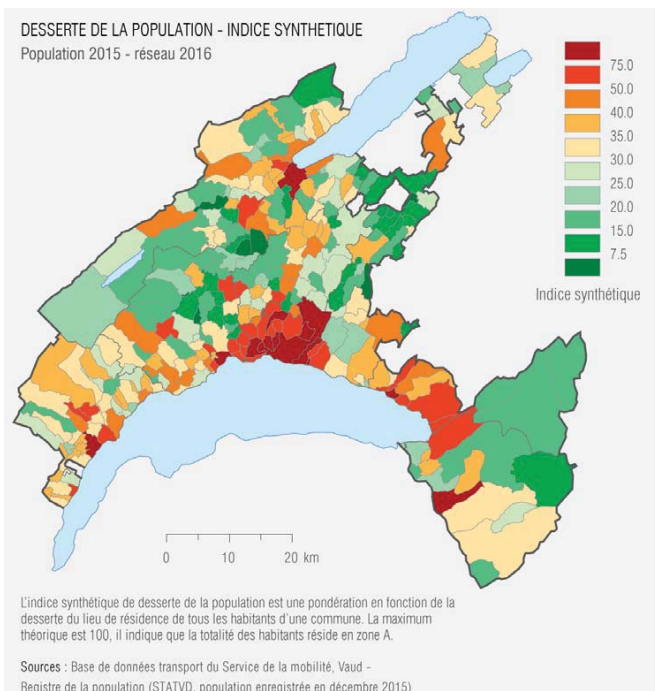 DESSERTE DE LA POPULATION - INDICE SYNTHETIQUE
Population 2015 - réseau 2016
75.0
50.0
40.0
35.0
30.0
25.0
20.0
15.0
7.5
Indice synthétique
0 10 20 km
L'indice synthétique de desserte de la population est une pondération en fonction de la
desserte du lieu de résidence de tous les habitants d'une commune. La maximum
théorique est 100, il indique que la totalité des habitants réside en zone A.
Sources : Base de données transport du Service de la mobilité, Vaud -
Registre de la population (STATVD, population enregistrée en décembre 2015)